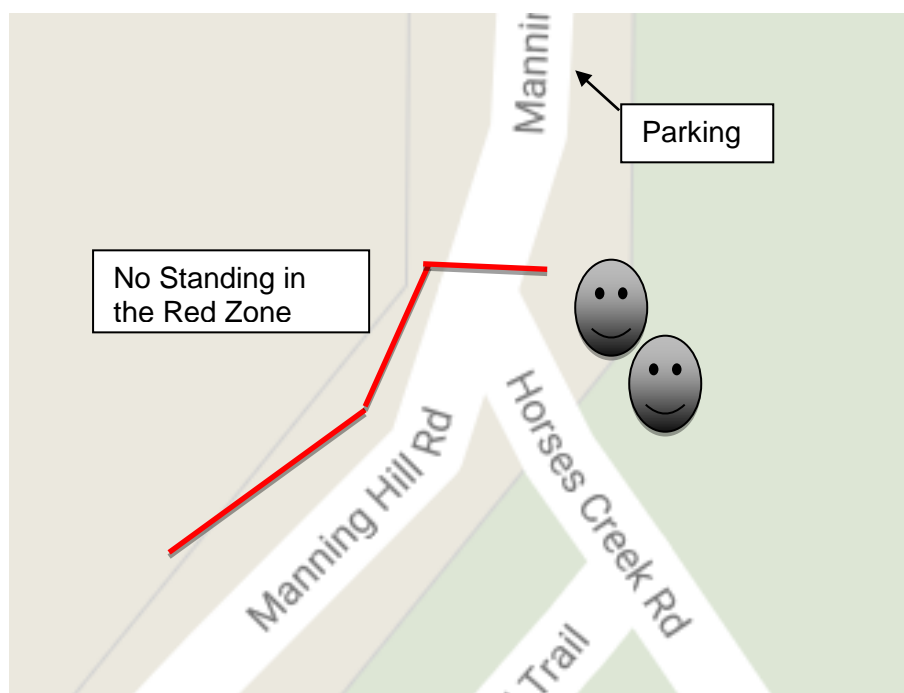 Mannin
Parking
No Standing in
the Red Zone
Manning Hill Rd
Horses Creek Rd
Trail